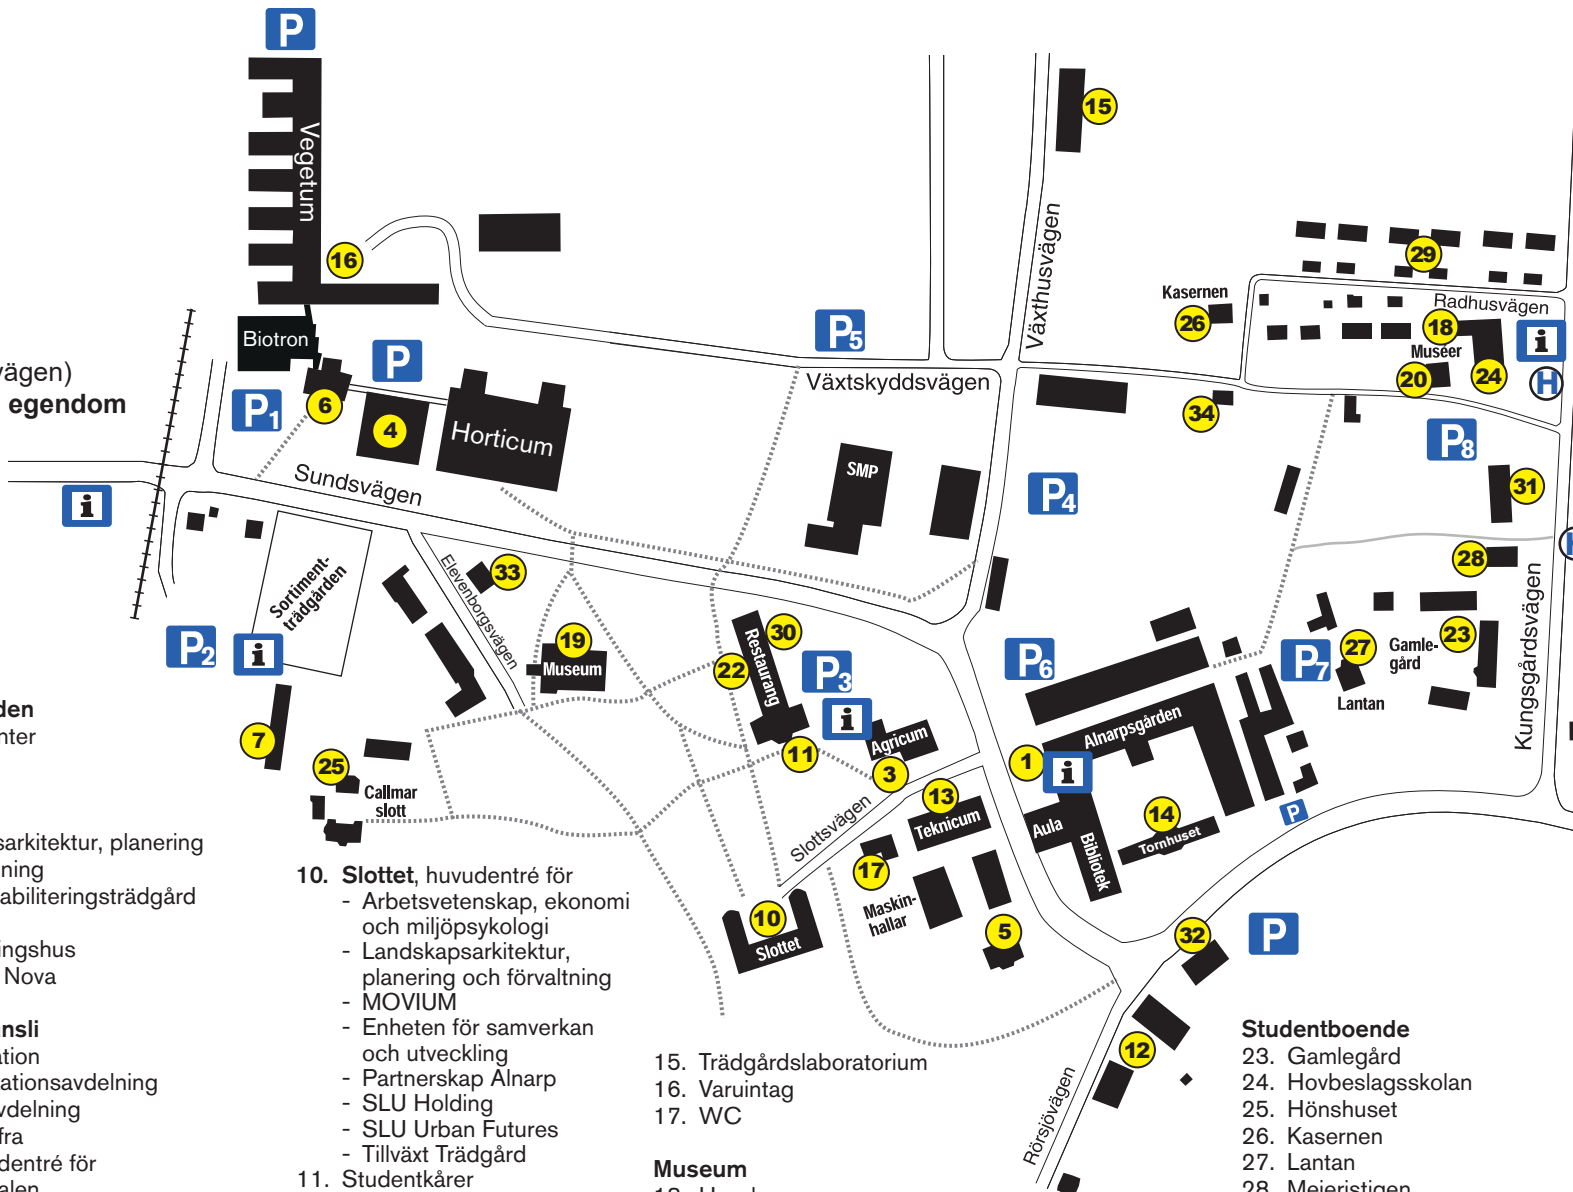 P
Vegetum
16
15
Växthusvägen
29
Radhusvägen
Kasernen
26
18
Muséer
20
24
i
H
Biotron
P
P5
Växtskyddsvägen
vägen)
egendom
P1
6
4
Horticum
34
P8
31
Sundsvägen
i
SMP
P4
28
Elevenborgsvägen
33
Sortiment-
trädgården
P2
i
19
Museum
30
22
Restaurang
P3
i
11
Agricum
3
P6
Alnarpsgården
1
i
P7
27
Lantan
Gamle-
gård
23
Kungsgårdsvägen
7
25
Callmar
slott
Slottsvägen
13
Teknicum
17
Maskin-
hallar
5
Aula
Bibliotek
14
Tornhuset
P
10
Slottet
32
P
12
Rörsjövägen
den
nter
sarkitektur, planering
ning
abiliteringsträdgård
ingshus
Nova
nsli
ation
ationsavdelning
vdelning
fra
dentré för
alen
10. Slottet, huvudentré för
- Arbetsvetenskap, ekonomi
och miljöpsykologi
- Landskapsarkitektur,
planering och förvaltning
- MOVIUM
- Enheten för samverkan
och utveckling
- Partnerskap Alnarp
- SLU Holding
- SLU Urban Futures
- Tillväxt Trädgård
11. Studentkårer
15. Trädgårdslaboratorium
16. Varuintag
17. WC
Museum
Studentboende
23. Gamlegård
24. Hovbeslagsskolan
25. Hönshuset
26. Kasernen
27. Lantan
28. Mejeristigen